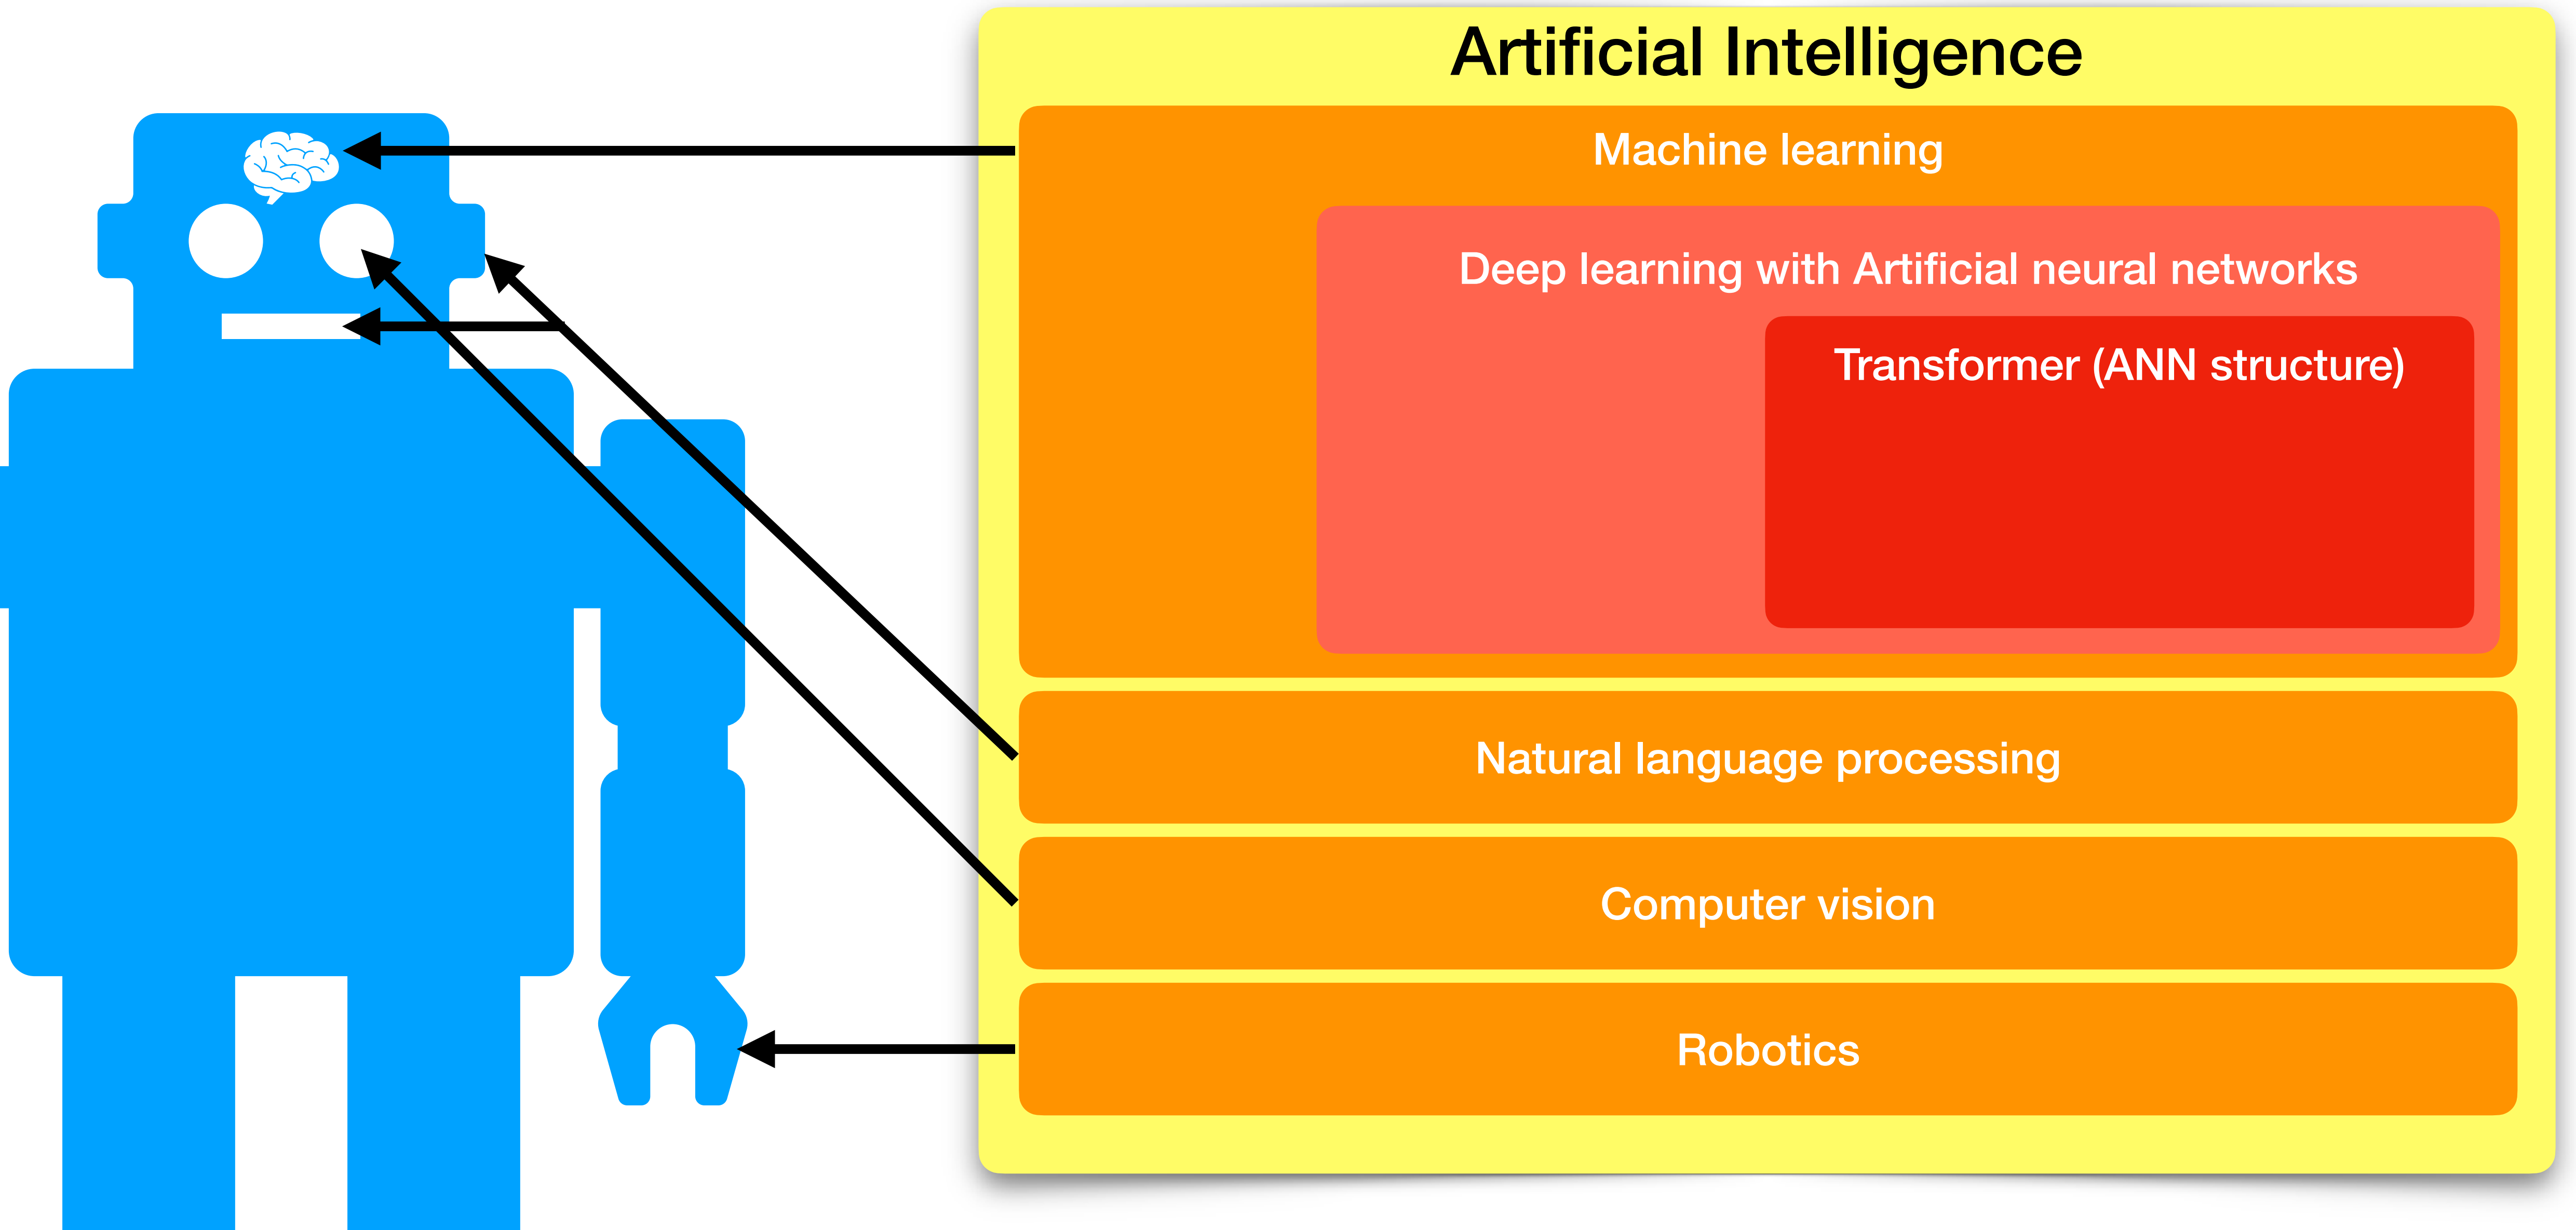 Artificial Intelligence
Machine learning
Deep learning with Artificial neural networks
Transformer (ANN structure)
Natural language processing
Computer vision
Robotics